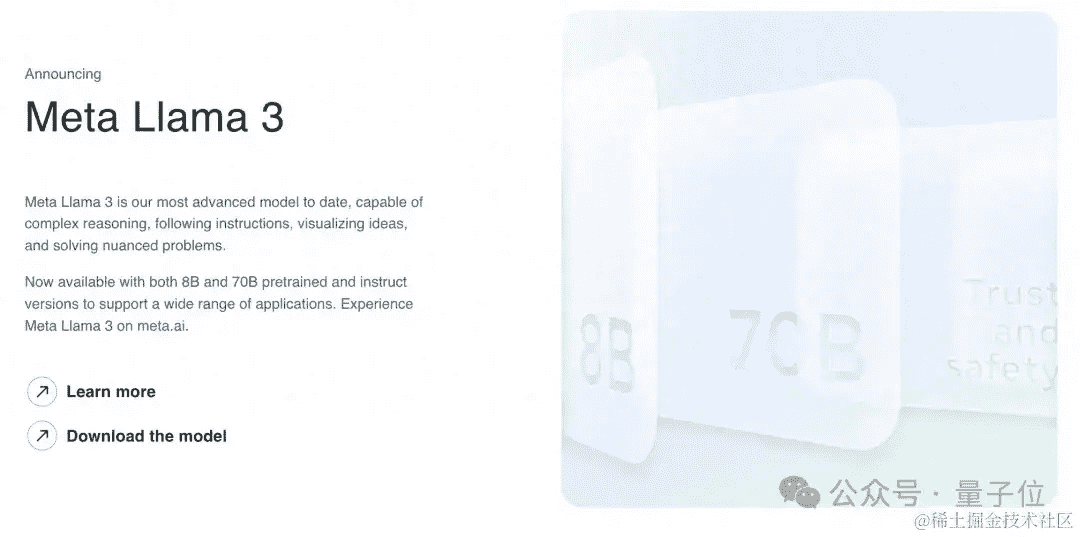 Announcing
Meta Llama 3
Meta Llama 3 is our most advanced model to date, capable of
complex reasoning, following instructions, visualizing ideas,
and solving nuanced problems.
Now available with both 8B and 70B pretrained and instruct
versions to support a wide range of applications. Experience
Meta Llama 3 on meta.ai.
Learn more
Download the model
8B
70B
Trust
and
safety
公众号 · 量子位
@稀土掘金技术社区